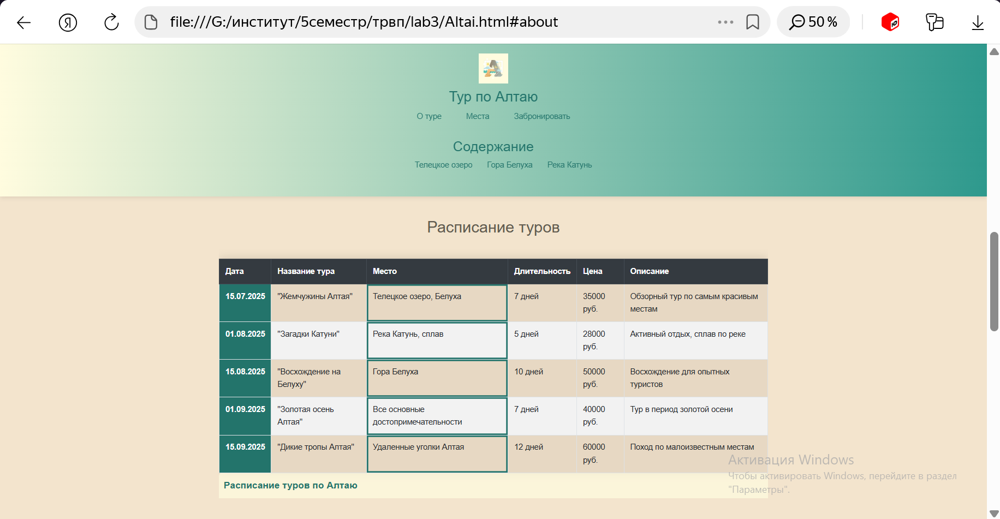 file:///G:/институт/5семестр/трвп/lab3/Altai.html#about
50 %
Тур по Алтаю
О туре Места Забронировать
Содержание
Телецкое озеро Гора Белуха Река Катунь
Расписание туров
Дата Название тура Место Длительность Цена Описание
15.07.2025 "Жемчужины Алтая" Телецкое озеро, Белуха 7 дней 35000 руб. Обзорный тур по самым красивым местам
01.08.2025 "Загадки Катуни" Река Катунь, сплав 5 дней 28000 руб. Активный отдых, сплав по реке
15.08.2025 "Восхождение на Белуху" Гора Белуха 10 дней 50000 руб. Восхождение для опытных туристов
01.09.2025 "Золотая осень Алтая" Все основные достопримечательности 7 дней 40000 руб. Тур в период золотой осени
15.09.2025 "Дикие тропы Алтая" Удаленные уголки Алтая 12 дней 60000 руб. Поход по малоизвестным местам
Расписание туров по Алтаю
Активация Windows
Чтобы активировать Windows, перейдите в раздел
"Параметры".